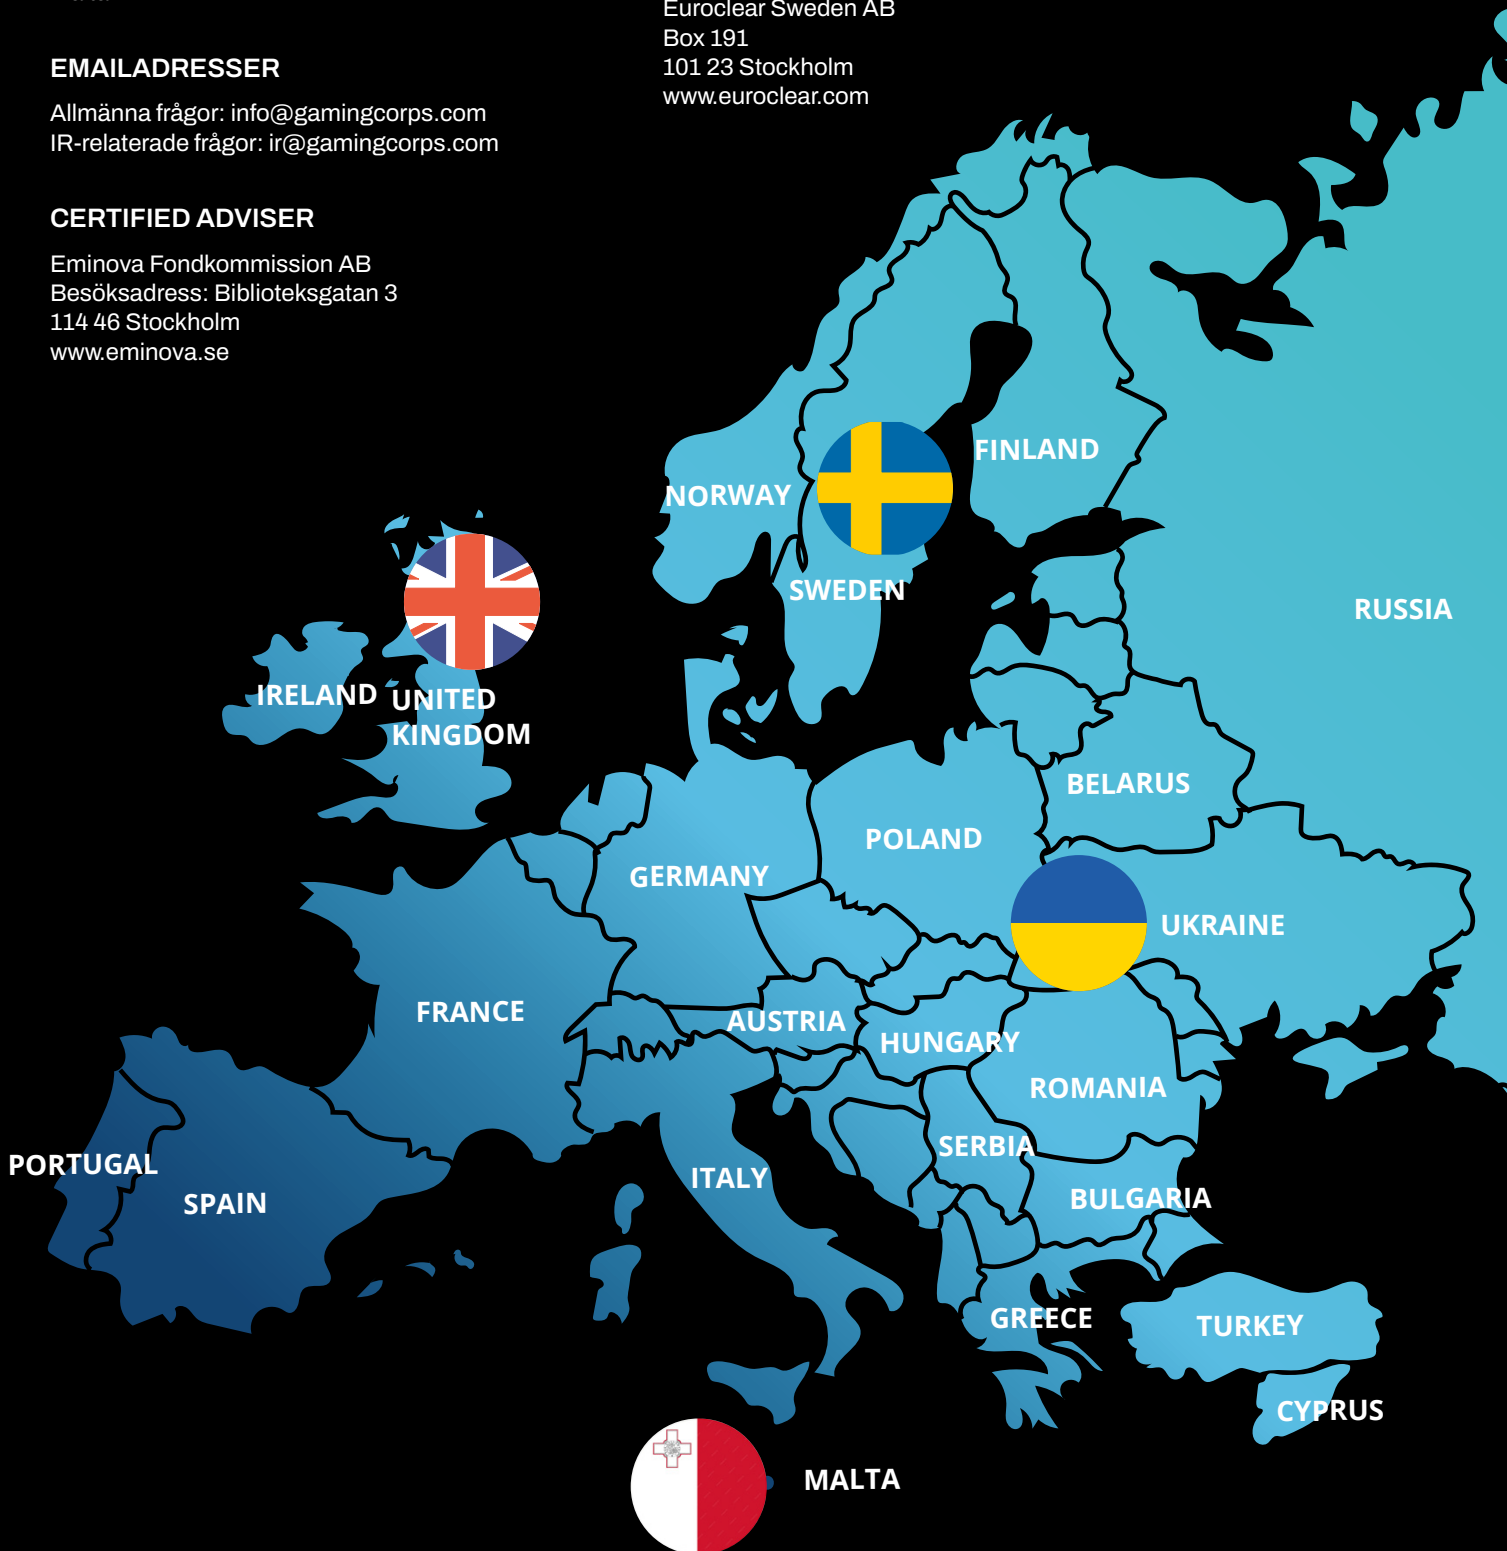 EMAILADRESSER
Allmänna frågor: info@gamingcorps.com
IR-relaterade frågor: ir@gamingcorps.com
CERTIFIED ADVISER
Eminova Fondkommission AB
Besöksadress: Biblioteksgatan 3
114 46 Stockholm
www.eminova.se
Euroclear Sweden AB
Box 191
101 23 Stockholm
www.euroclear.com
FINLAND
NORWAY
SWEDEN
RUSSIA
IRELAND
UNITED
KINGDOM
BELARUS
POLAND
GERMANY
UKRAINE
FRANCE
AUSTRIA
HUNGARY
ROMANIA
SERBIA
PORTUGAL
ITALY
SPAIN
BULGARIA
GREECE
TURKEY
CYPRUS
MALTA